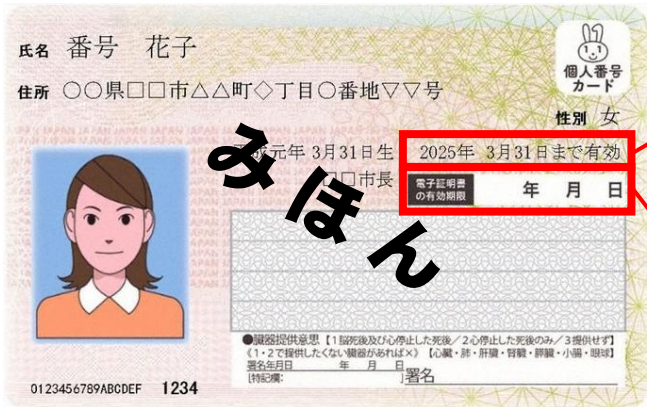 氏名 番号 花子
個人番号
カード
住所 〇〇県□□市△△町◇丁目〇番地▽▽号
性別 女
成元年 3月31日生 2025年 3月31日まで有効
□市長
電子証明書
の有効期限
年 月 日
みほん
●臓器提供意思【1 脳死後及び心停止した死後／2 心停止した死後のみ／3 提供せず】
《1・2で提供したくない臓器があれば×》【心臓・肺・肝臓・腎臓・膵臓・小腸・眼球】
署名年月日 年 月 日
[特記欄: ]署名
0123456789ABCDEF 1234